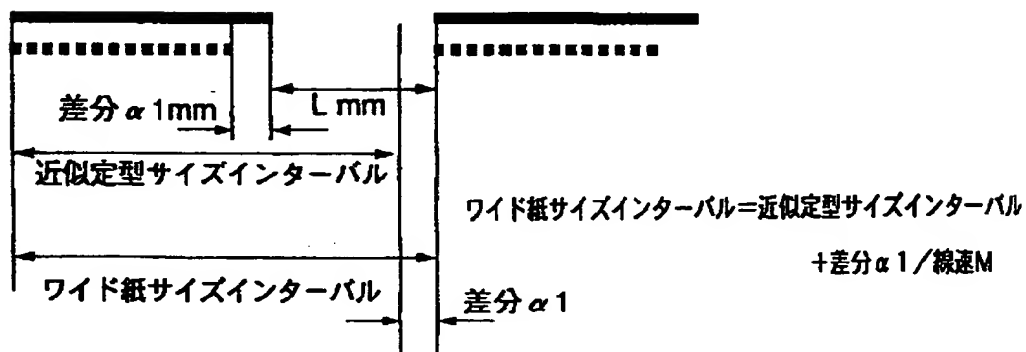 差分α1mm
L mm
近似定型サイズインターバル
ワイド紙サイズインターバル=近似定型サイズインターバル
+差分α1/線速M
ワイド紙サイズインターバル
差分α1